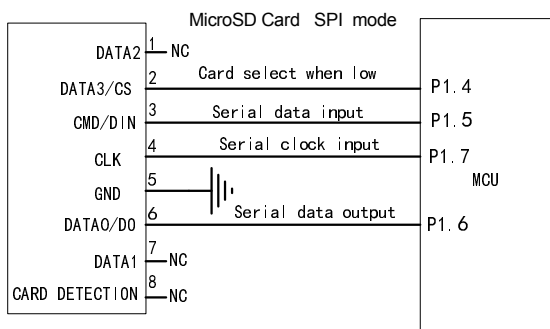 MicroSD Card SPI mode
DATA2 1 NC
DATA3/CS 2 Card select when low P1.4
CMD/DIN 3 Serial data input P1.5
CLK 4 Serial clock input P1.7
GND 5
MCU
DATA0/DO 6 Serial data output P1.6
DATA1 7 NC
CARD DETECTION 8 NC